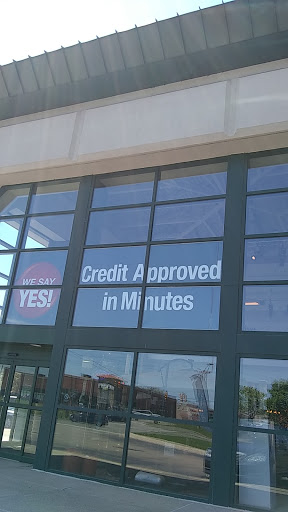 WE SAY
YES!
Credit Approved
in Minutes